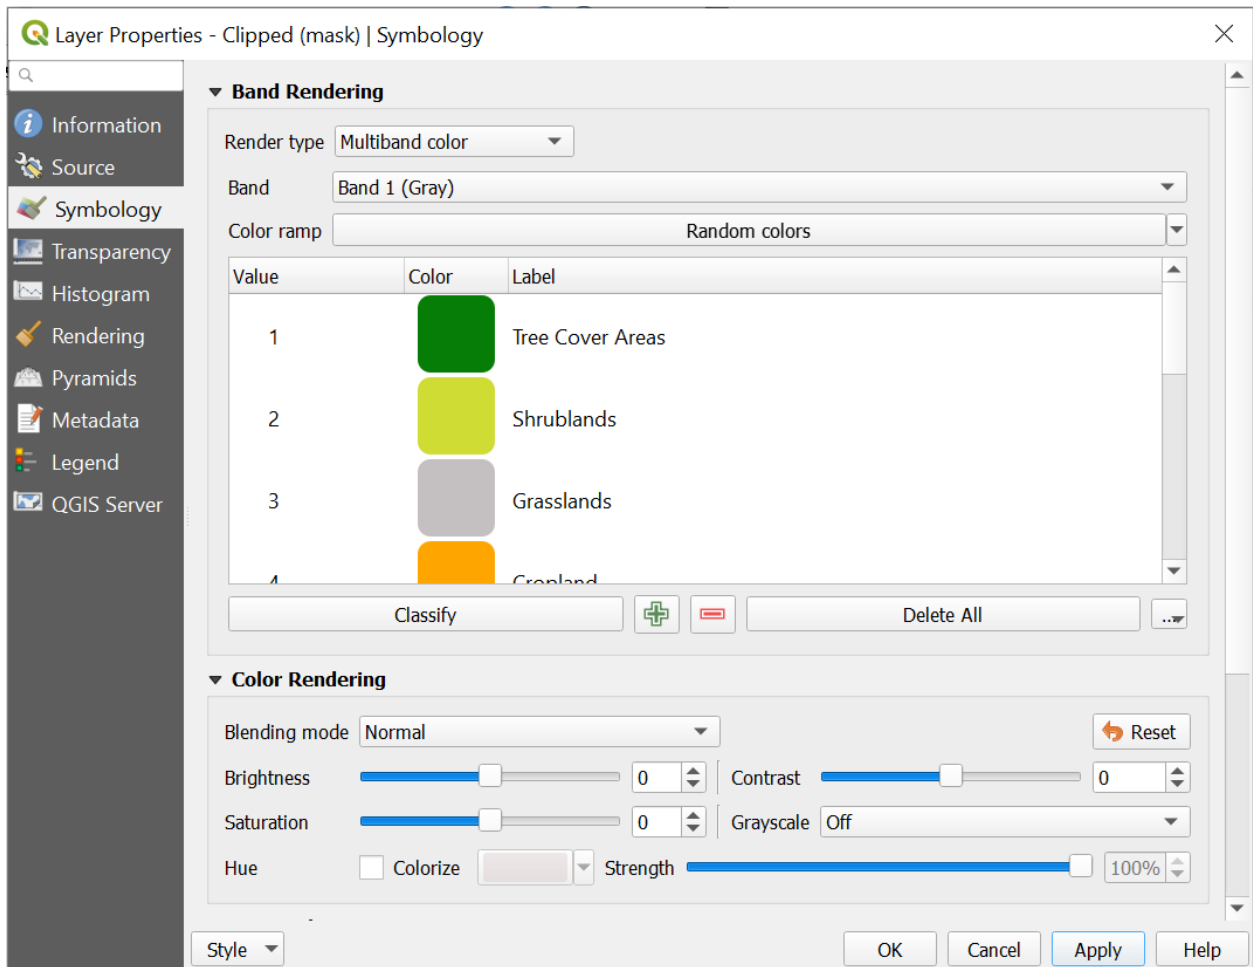 Layer Properties - Clipped (mask) | Symbology
Information
Source
Symbology
Transparency
Histogram
Rendering
Pyramids
Metadata
Legend
QGIS Server
Band Rendering
Render type Multiband color
Band Band 1 (Gray)
Color ramp Random colors
Value Color Label
1 Tree Cover Areas
2 Shrublands
3 Grasslands
4 Cropland
Classify Delete All ...
Color Rendering
Blending mode Normal Reset
Brightness 0 Contrast 0
Saturation 0 Grayscale Off
Hue Colorize Strength 100%
Style OK Cancel Apply Help